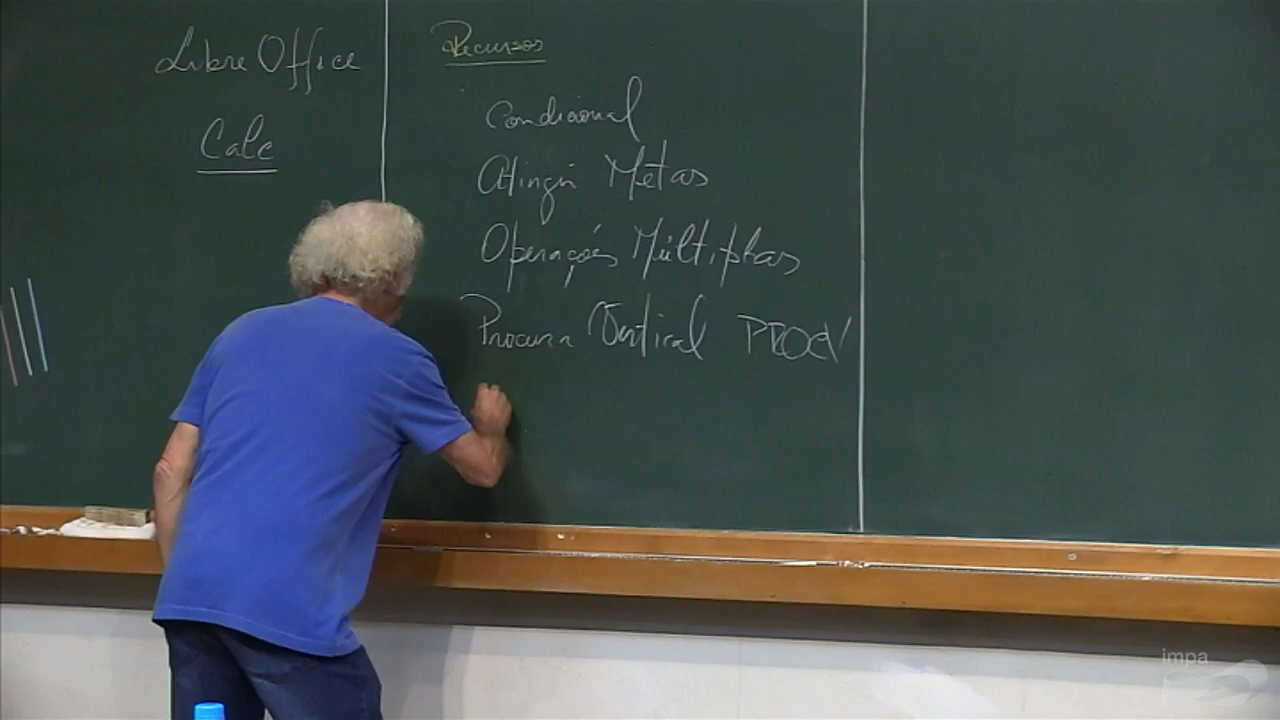 Libre Office
Calc
Recursos
Condicional
Atingir Metas
Operações Múltiplas
Procura Vertical PROCV
impa